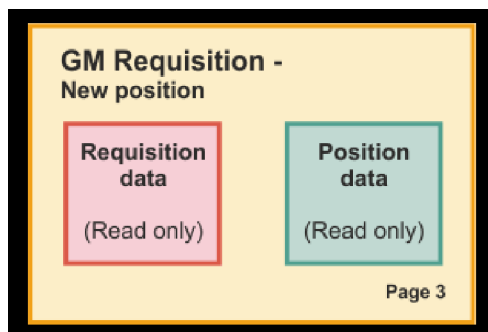 GM Requisition -
New position
Requisition
data
(Read only)
Position
data
(Read only)
Page 3